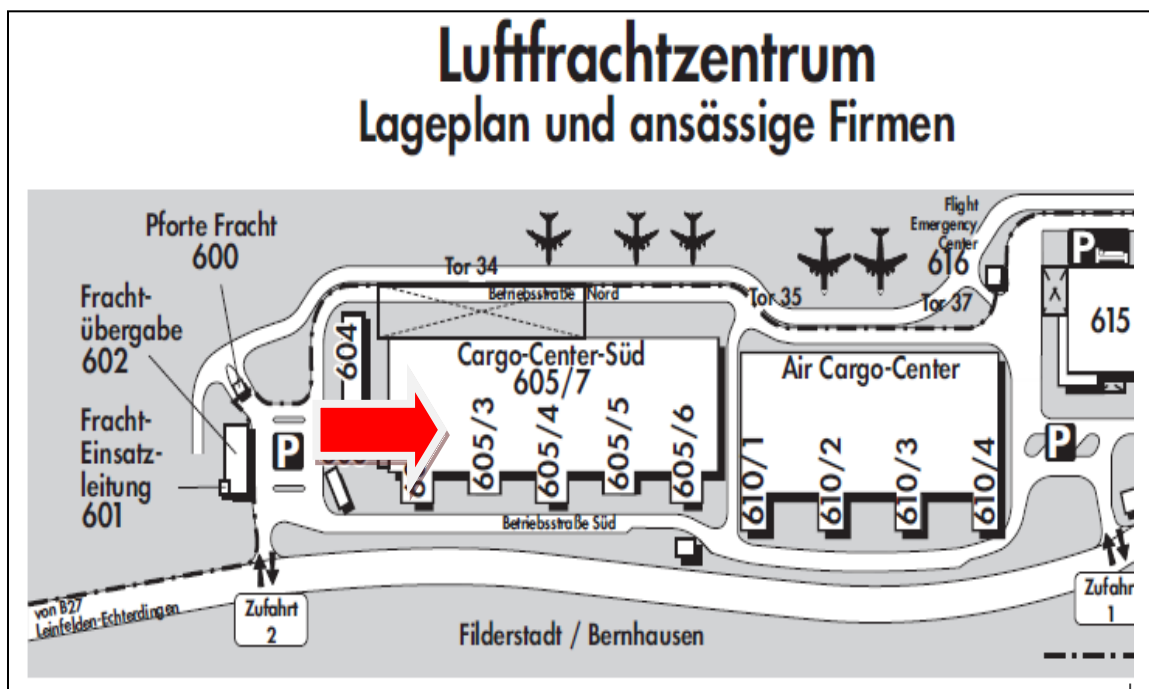 Luftfrachtzentrum
Lageplan und ansässige Firmen
Pforte Fracht
600
Fracht-
übergabe
602
Fracht-
Einsatz-
leitung
601
Tor 34
Betriebsstraße Nord
Tor 35
Tor 37
Flight
Emergency
Center
616
P
615
604
Cargo-Center-Süd
605/7
605/3
605/4
605/5
605/6
Air Cargo-Center
610/1
610/2
610/3
610/4
P
P
Betriebsstraße Süd
von B27
Leinfelden-Echterdingen
Zufahrt
2
Filderstadt / Bernhausen
Zufahrt
1